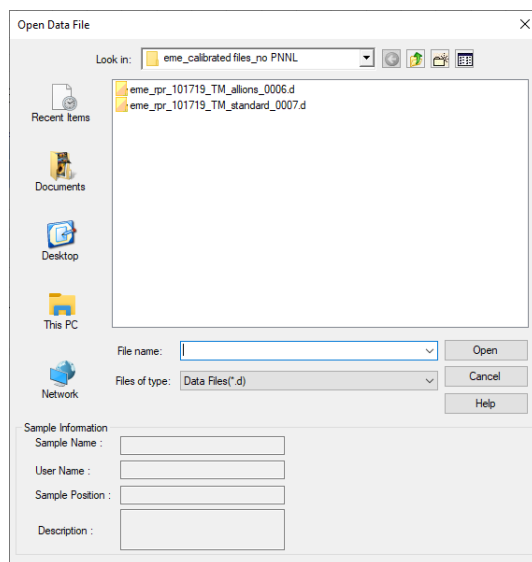 Open Data File
Look in: eme_calibrated files_no PNNL
Recent Items
Documents
Desktop
This PC
Network
eme_rpr_101719_TM_allions_0006.d
eme_rpr_101719_TM_standard_0007.d
File name:
Open
Files of type: Data Files(*.d)
Cancel
Help
Sample Information
Sample Name :
User Name :
Sample Position :
Description :